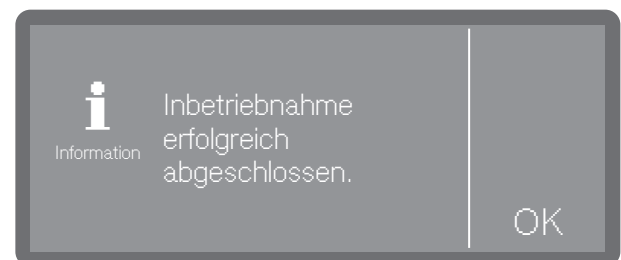 Information
Inbetriebnahme
erfolgreich
abgeschlossen.
OK